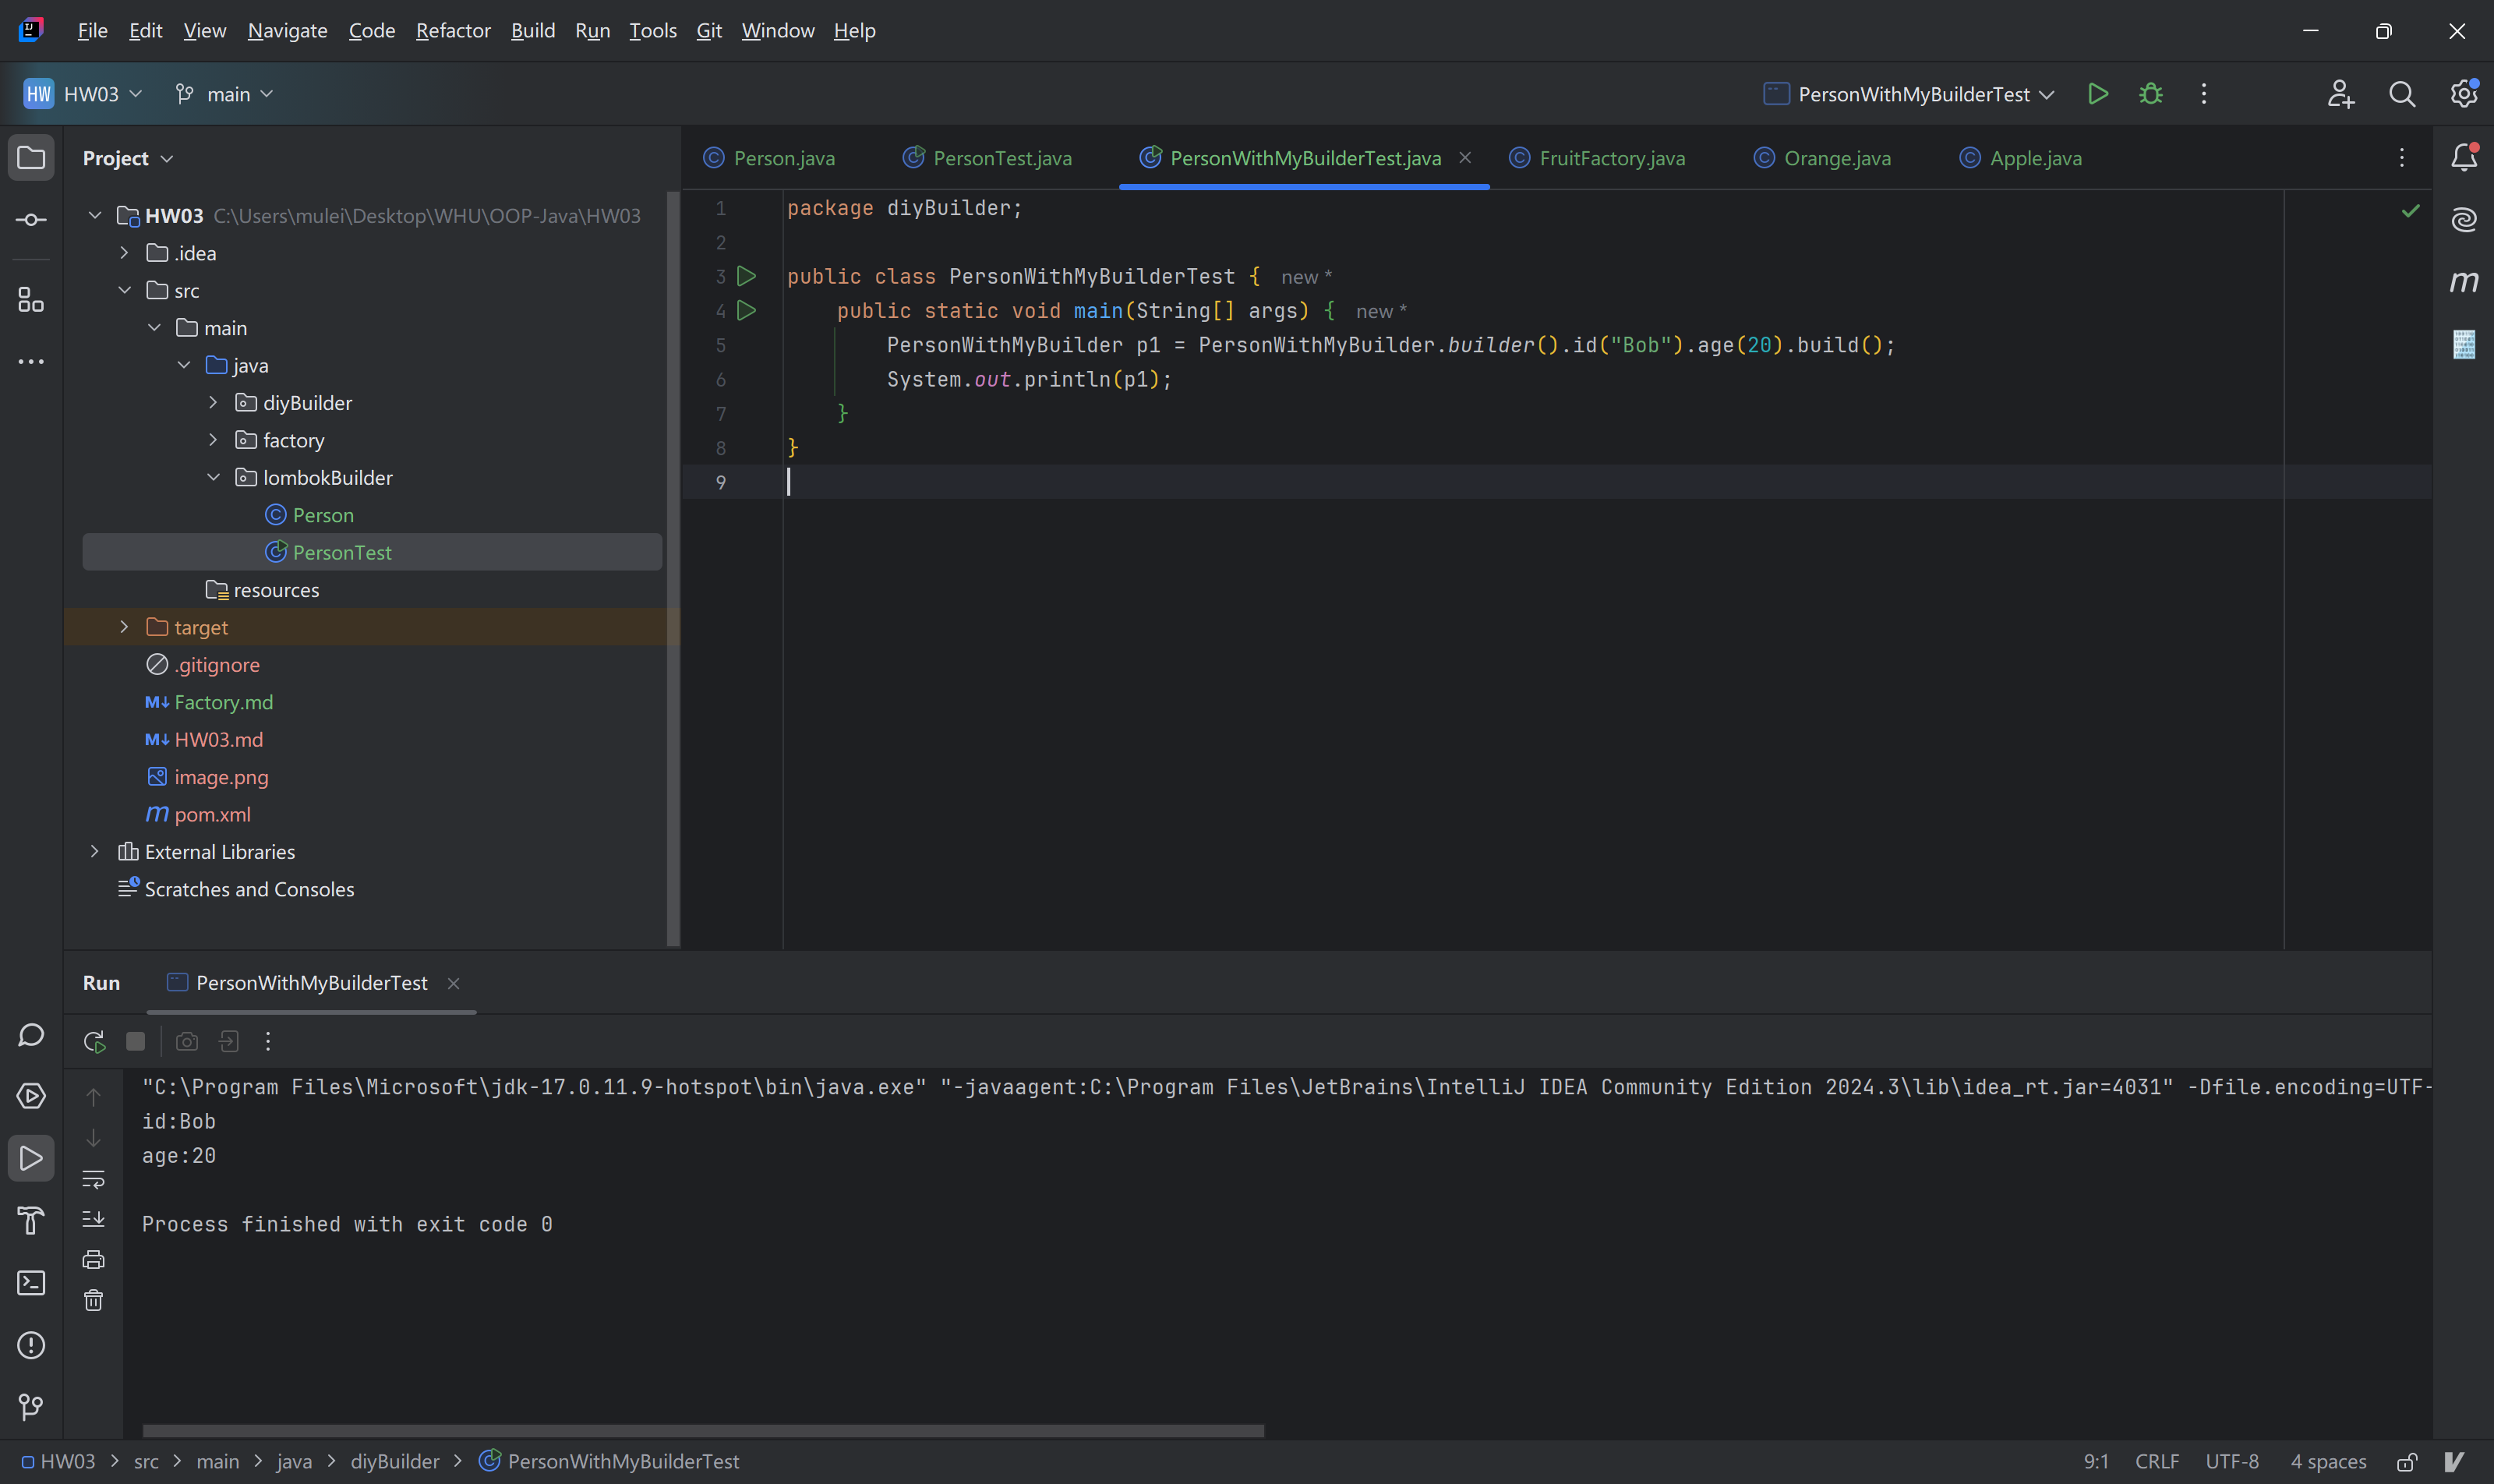 File Edit View Navigate Code Refactor Build Run Tools Git Window Help
HW HW03 main PersonWithMyBuilderTest
Project
HW03 C:\Users\mulei\Desktop\WHU\OOP-Java\HW03
.idea
src
main
java
diyBuilder
factory
lombokBuilder
Person
PersonTest
resources
target
.gitignore
M↓ Factory.md
M↓ HW03.md
image.png
m pom.xml
External Libraries
Scratches and Consoles
Person.java PersonTest.java PersonWithMyBuilderTest.java FruitFactory.java Orange.java Apple.java
1 package diyBuilder;
2
3 public class PersonWithMyBuilderTest { new *
4 public static void main(String[] args) { new *
5 PersonWithMyBuilder p1 = PersonWithMyBuilder.builder().id("Bob").age(20).build();
6 System.out.println(p1);
7 }
8 }
9
Run PersonWithMyBuilderTest
"C:\Program Files\Microsoft\jdk-17.0.11.9-hotspot\bin\java.exe" "-javaagent:C:\Program Files\JetBrains\IntelliJ IDEA Community Edition 2024.3\lib\idea_rt.jar=4031" -Dfile.encoding=UTF-
id:Bob
age:20
Process finished with exit code 0
HW03 > src > main > java > diyBuilder > PersonWithMyBuilderTest 9:1 CRLF UTF-8 4 spaces